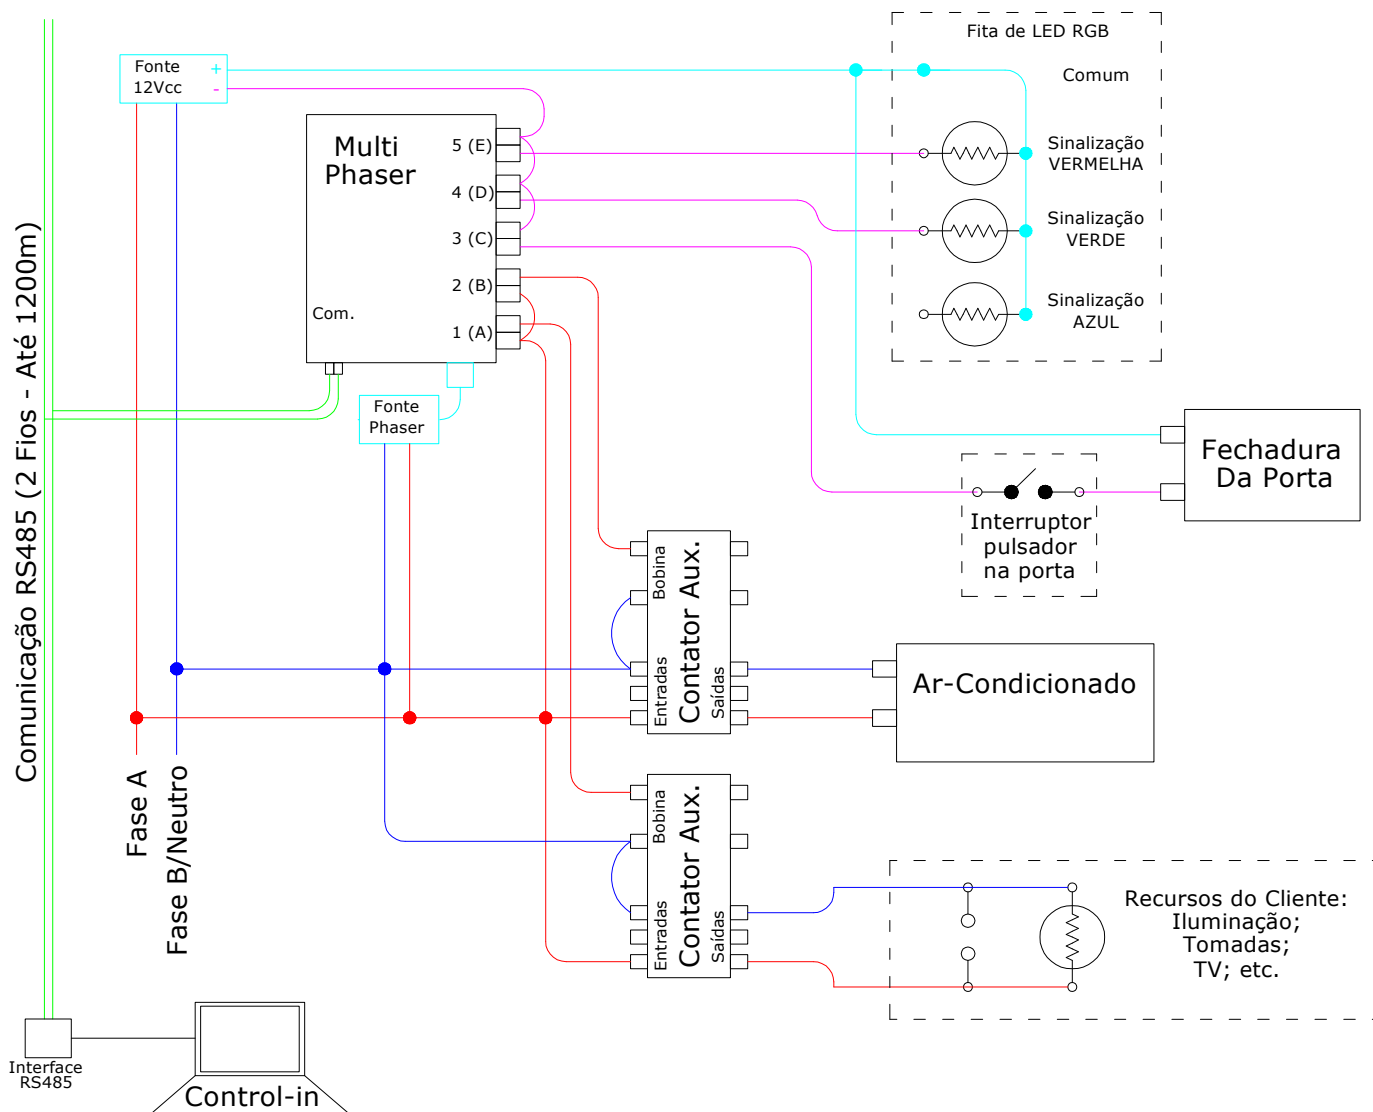 Fita de LED RGB
Comum
Fonte
12Vcc
+
-
Multi
Phaser
5 (E)
4 (D)
3 (C)
2 (B)
1 (A)
Com.
Sinalização
VERMELHA
Sinalização
VERDE
Sinalização
AZUL
Fonte
Phaser
Comunicação RS485 (2 Fios - Até 1200m)
Fechadura
Da Porta
Interruptor
pulsador
na porta
Bobina
Entradas
Contator Aux.
Saídas
Ar-Condicionado
Fase A
Fase B/Neutro
Bobina
Entradas
Contator Aux.
Saídas
Recursos do Cliente:
Iluminação;
Tomadas;
TV; etc.
Interface
RS485
Control-in